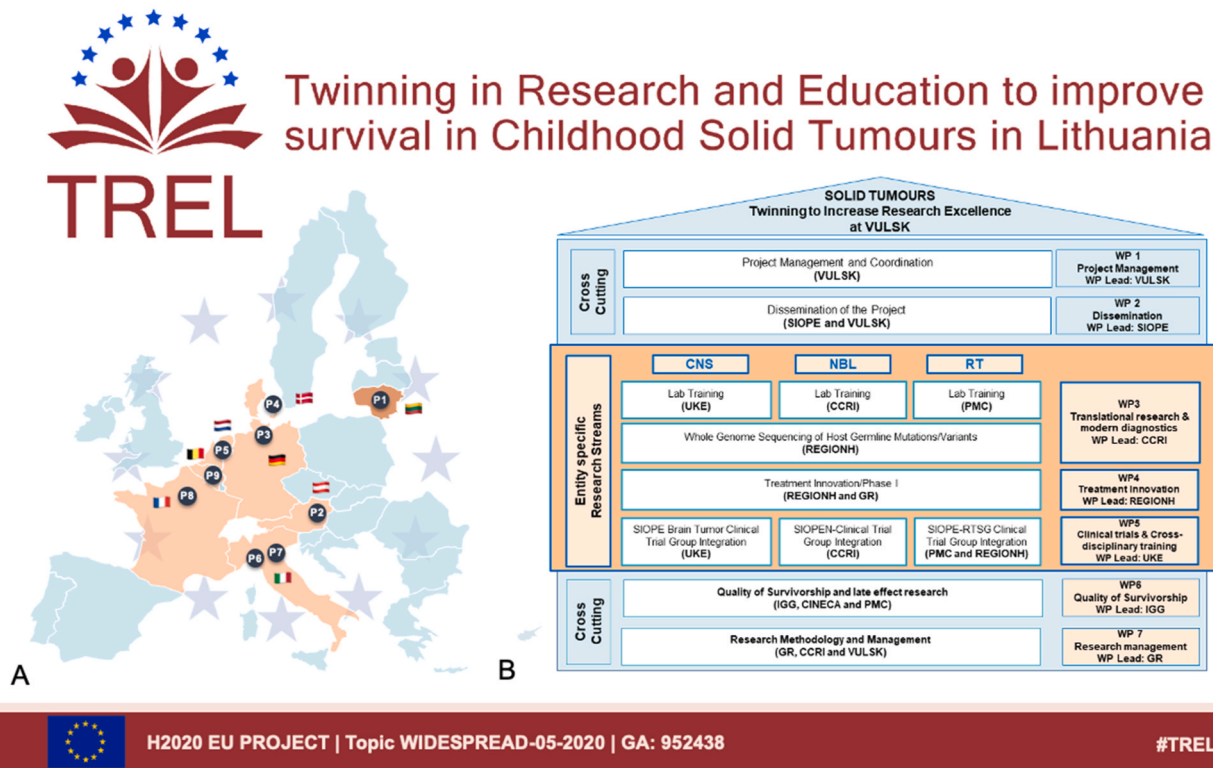 Twinning in Research and Education to improve
survival in Childhood Solid Tumours in Lithuania
TREL
P1
P4
P3
P5
P9
P8
P2
P6
P7
A
SOLID TUMOURS
Twinning to Increase Research Excellence
at VULSK
Cross
Cutting
Project Management and Coordination
(VULSK)
WP 1
Project Management
WP Lead: VULSK
Dissemination of the Project
(SIOPE and VULSK)
WP 2
Dissemination
WP Lead: SIOPE
Entity specific
Research Streams
CNS
NBL
RT
Lab Training
(UKE)
Lab Training
(CCRI)
Lab Training
(PMC)
Whole Genome Sequencing of Host Germline Mutations/Variants
(REGIONH)
WP3
Translational research &
modern diagnostics
WP Lead: CCRI
Treatment Innovation/Phase I
(REGIONH and GR)
WP4
Treatment Innovation
WP Lead: REGIONH
SIOPE Brain Tumor Clinical
Trial Group Integration
(UKE)
SIOPEN-Clinical Trial
Group Integration
(CCRI)
SIOPE-RTSG Clinical
Trial Group Integration
(PMC and REGIONH)
WP5
Clinical trials & Cross-
disciplinary training
WP Lead: UKE
Cross
Cutting
Quality of Survivorship and late effect research
(IGG, CINECA and PMC)
WP6
Quality of Survivorship
WP Lead: IGG
Research Methodology and Management
(GR, CCRI and VULSK)
WP 7
Research management
WP Lead: GR
B
H2020 EU PROJECT | Topic WIDESPREAD-05-2020 | GA: 952438
#TREL